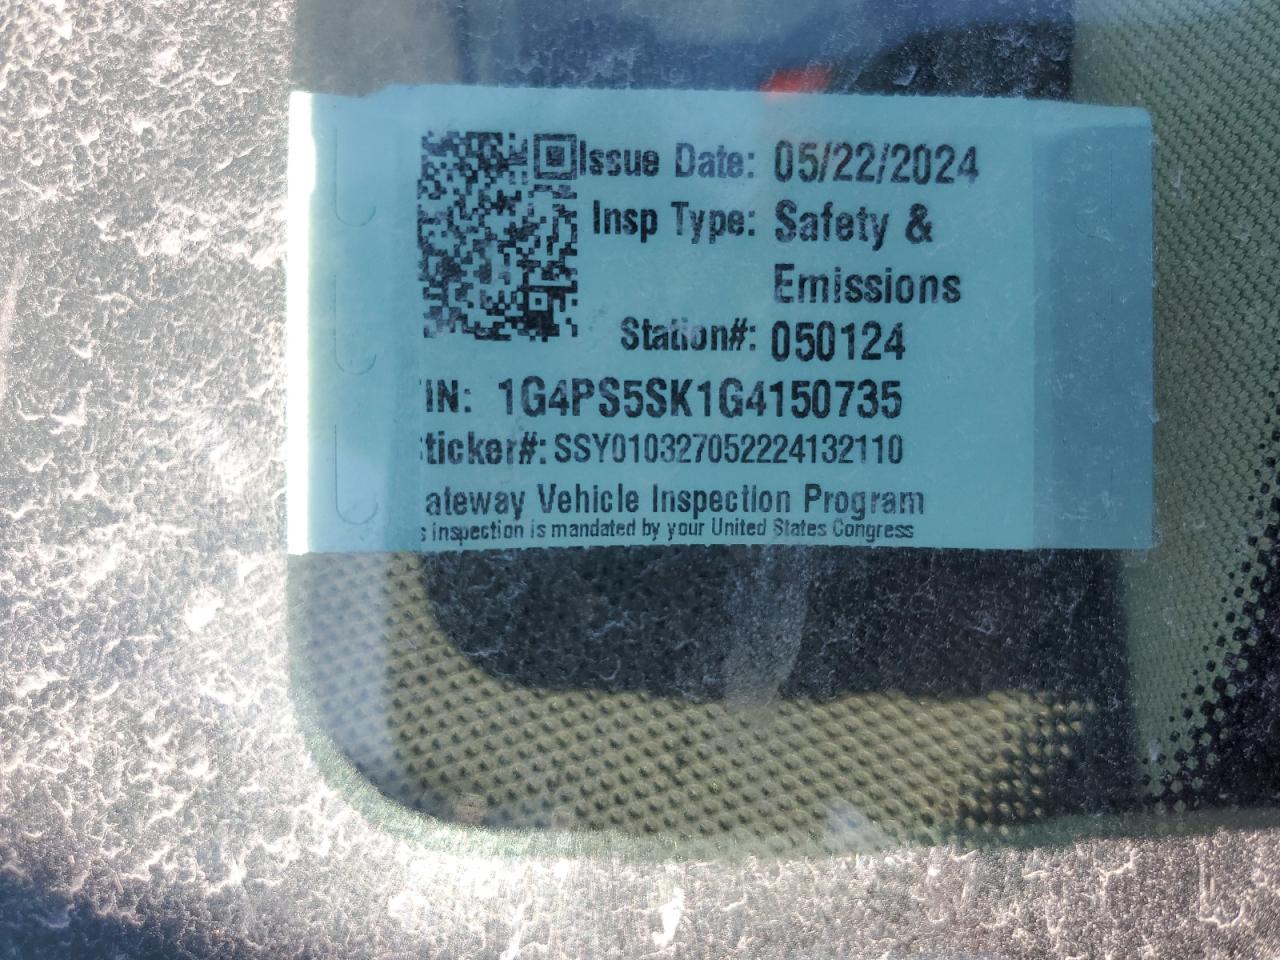 Issue Date: 05/22/2024
Insp Type: Safety &
Emissions
Station#: 050124
IN: 1G4PS5SK1G4150735
ticker#: SSY010327052224132110
ateway Vehicle Inspection Program
s inspection is mandated by your United States Congress